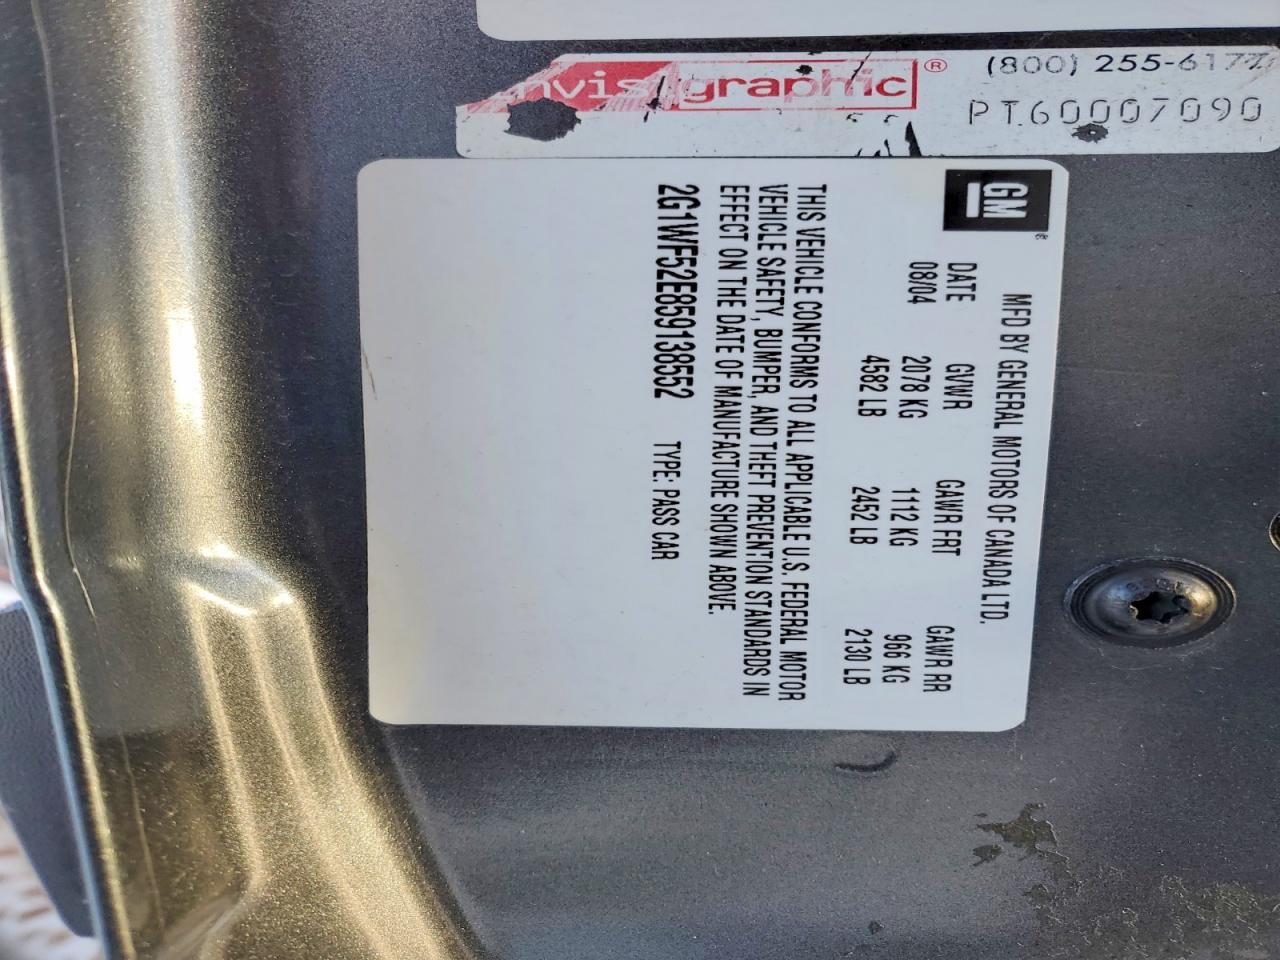 (800) 255-6177
graphic®
PT60007090
GM®
MFD BY GENERAL MOTORS OF CANADA LTD.
DATE GVWR GAWR FRT GAWR RR
08/04 2078 KG 1112 KG 966 KG
4582 LB 2452 LB 2130 LB
THIS VEHICLE CONFORMS TO ALL APPLICABLE U.S. FEDERAL MOTOR
VEHICLE SAFETY, BUMPER, AND THEFT PREVENTION STANDARDS IN
EFFECT ON THE DATE OF MANUFACTURE SHOWN ABOVE.
2G1WF52E859138552 TYPE: PASS CAR